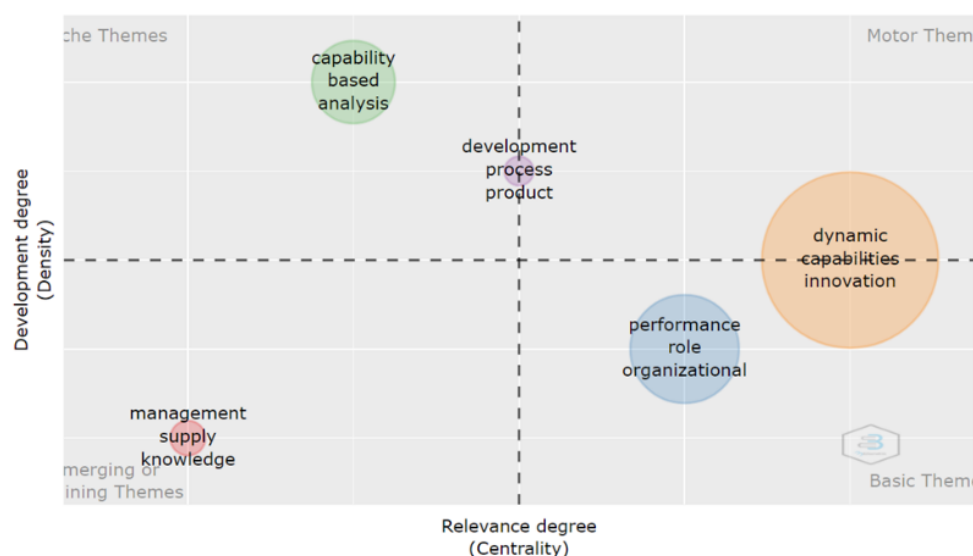 che Themes
Motor Them
capability
based
analysis
development
process
product
dynamic
capabilities
innovation
performance
role
organizational
management
supply
knowledge
merging or
ining Themes
Basic Theme
Development degree
(Density)
Relevance degree
(Centrality)